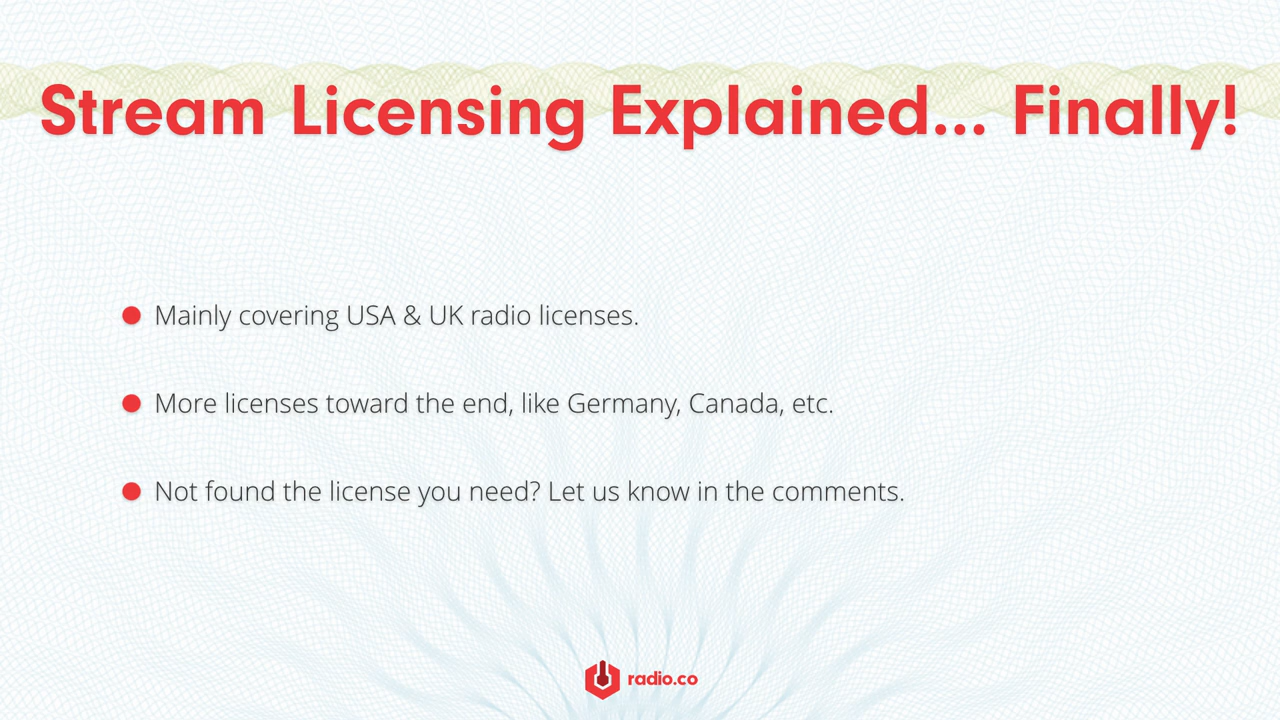 Stream Licensing Explained... Finally!
Mainly covering USA & UK radio licenses.
More licenses toward the end, like Germany, Canada, etc.
Not found the license you need? Let us know in the comments.
radio.co